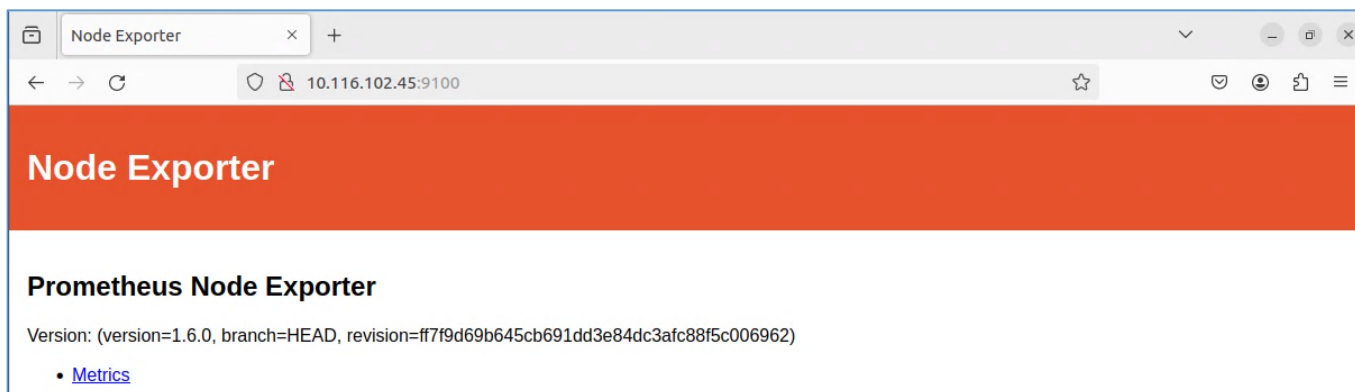 Node Exporter
10.116.102.45:9100
Node Exporter
Prometheus Node Exporter
Version: (version=1.6.0, branch=HEAD, revision=ff7f9d69b645cb691dd3e84dc3afc88f5c006962)
• Metrics